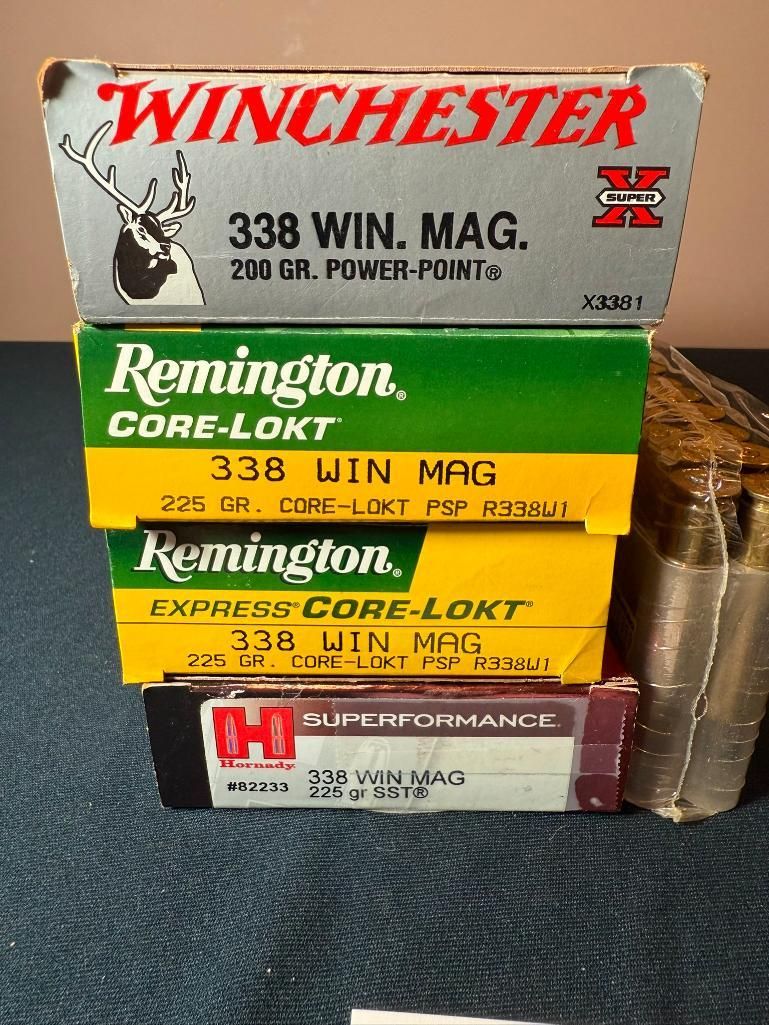 WINCHESTER
X
SUPER
338 WIN. MAG.
200 GR. POWER-POINT®
X3381
Remington®
CORE-LOKT®
338 WIN MAG
225 GR. CORE-LOKT PSP R338W1
Remington®
EXPRESS® CORE-LOKT®
338 WIN MAG
225 GR. CORE-LOKT PSP R338W1
H
Hornady
SUPERFORMANCE
#82233
338 WIN MAG
225 gr SST®